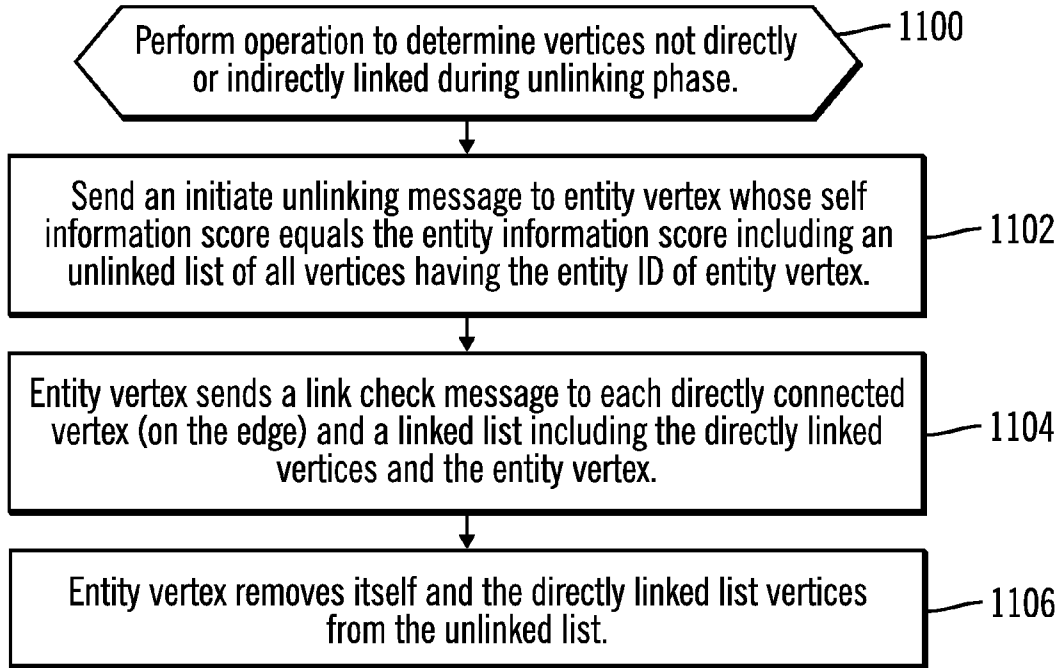 Perform operation to determine vertices not directly
or indirectly linked during unlinking phase.
1100
Send an initiate unlinking message to entity vertex whose self
information score equals the entity information score including an
unlinked list of all vertices having the entity ID of entity vertex.
1102
Entity vertex sends a link check message to each directly connected
vertex (on the edge) and a linked list including the directly linked
vertices and the entity vertex.
1104
Entity vertex removes itself and the directly linked list vertices
from the unlinked list.
1106